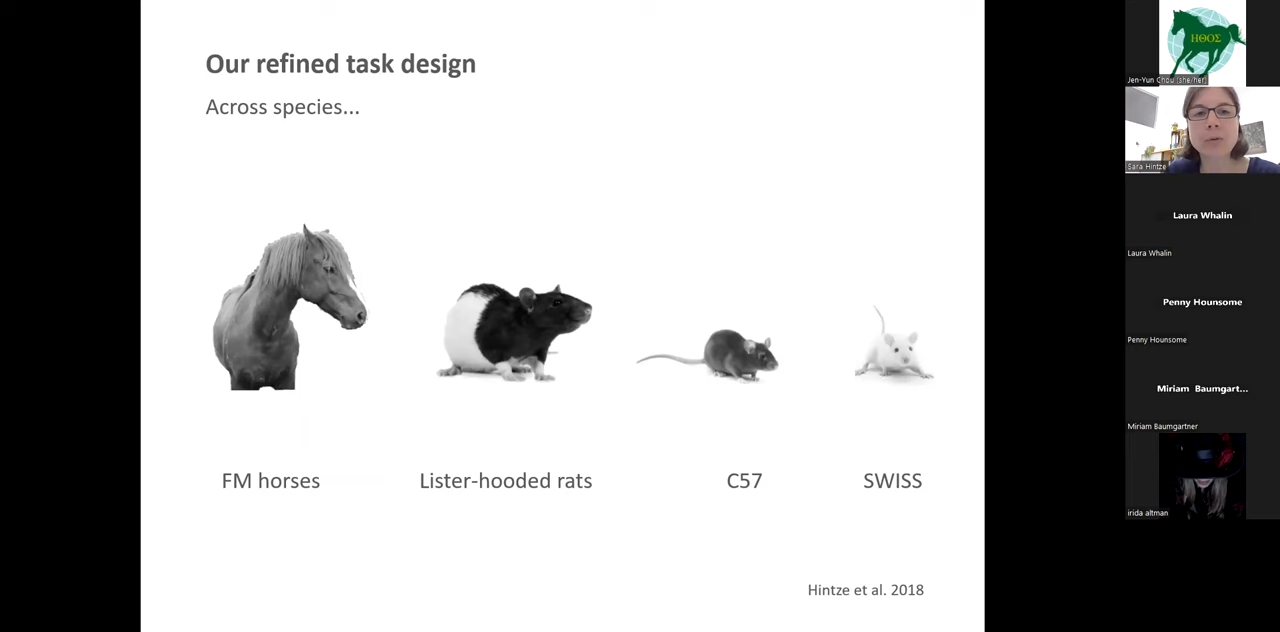 Our refined task design
Across species...
FM horses
Lister-hooded rats
C57
SWISS
Hintze et al. 2018
ΗΘΟΣ
Jen-Yun Chou (she/her)
Sara Hintze
Laura Whalin
Laura Whalin
Penny Hounsome
Penny Hounsome
Miriam Baumgart...
Miriam Baumgartner
irida altman